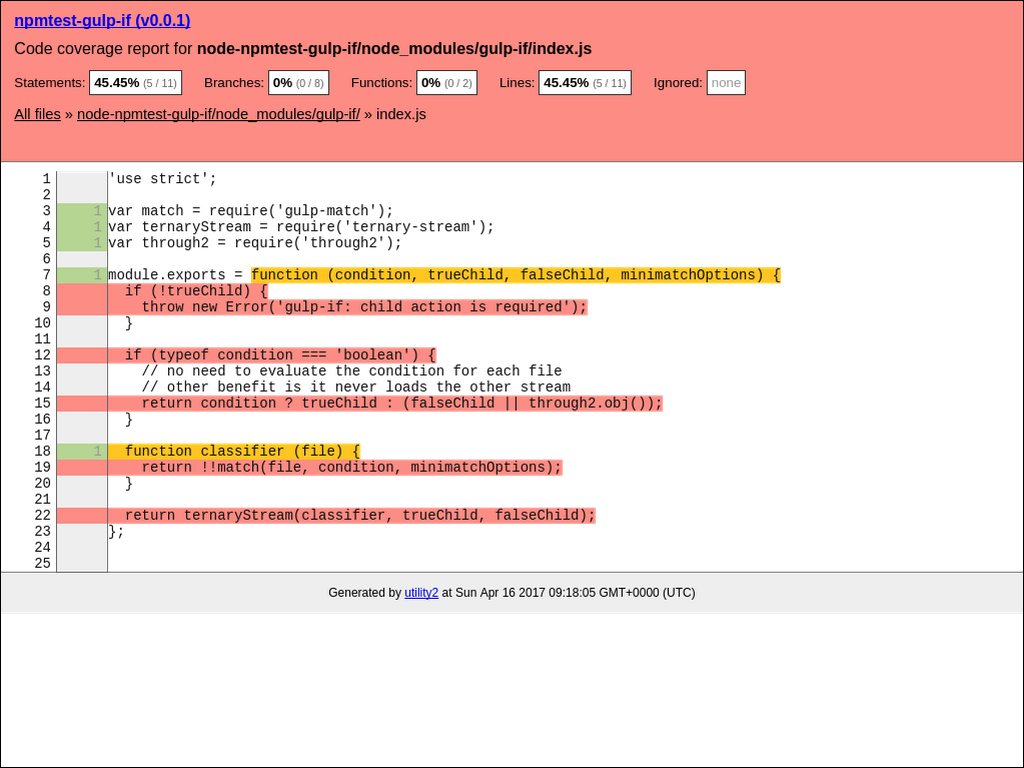 npmtest-gulp-if (v0.0.1)
Code coverage report for node-npmtest-gulp-if/node_modules/gulp-if/index.js
Statements: 45.45% (5 / 11) Branches: 0% (0 / 8) Functions: 0% (0 / 2) Lines: 45.45% (5 / 11) Ignored: none
All files » node-npmtest-gulp-if/node_modules/gulp-if/ » index.js
1 'use strict';
2
3 1 var match = require('gulp-match');
4 1 var ternaryStream = require('ternary-stream');
5 1 var through2 = require('through2');
6
7 1 module.exports = function (condition, trueChild, falseChild, minimatchOptions) {
8 if (!trueChild) {
9 throw new Error('gulp-if: child action is required');
10 }
11
12 if (typeof condition === 'boolean') {
13 // no need to evaluate the condition for each file
14 // other benefit is it never loads the other stream
15 return condition ? trueChild : (falseChild || through2.obj());
16 }
17
18 1 function classifier (file) {
19 return !!match(file, condition, minimatchOptions);
20 }
21
22 return ternaryStream(classifier, trueChild, falseChild);
23 };
24
25
Generated by utility2 at Sun Apr 16 2017 09:18:05 GMT+0000 (UTC)